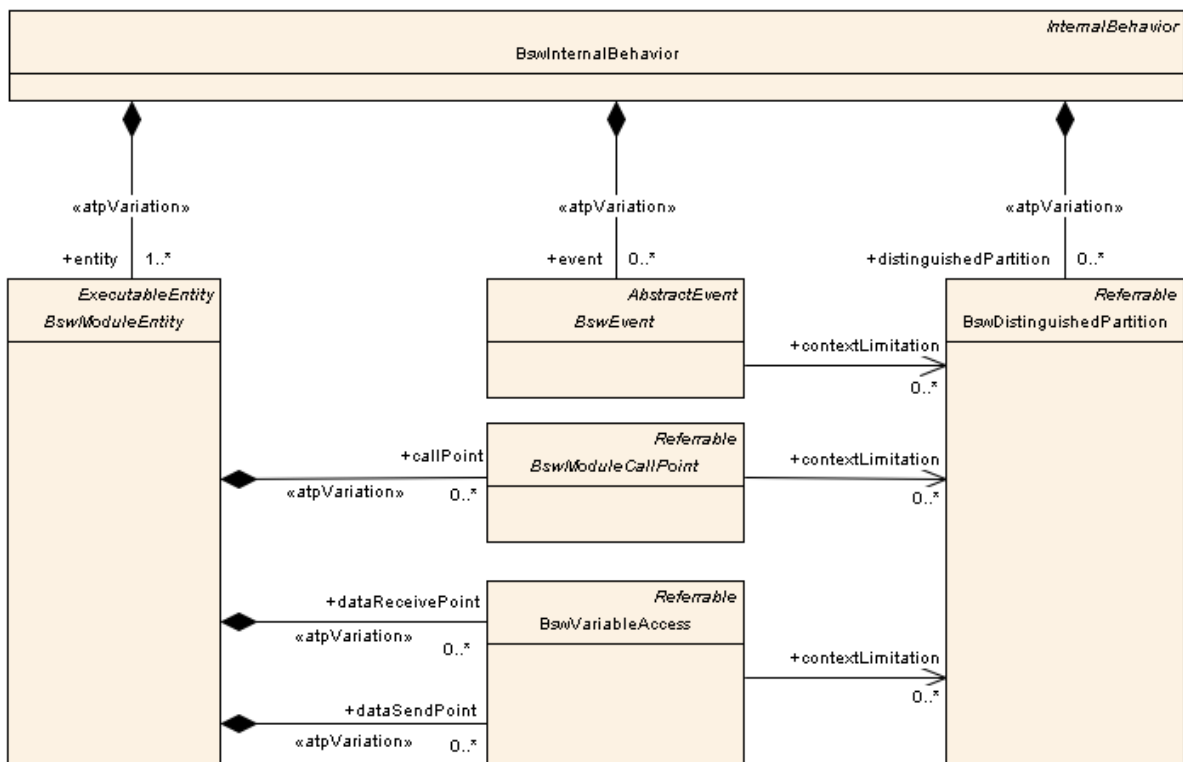 InternalBehavior
BswInternalBehavior
«atpVariation»
«atpVariation»
«atpVariation»
+entity 1..*
+event 0..*
+distinguishedPartition 0..*
ExecutableEntity
BswModuleEntity
AbstractEvent
BswEvent
Referrable
BswDistinguishedPartition
+contextLimitation
0..*
+callPoint
«atpVariation» 0..*
Referrable
BswModuleCallPoint
+contextLimitation
0..*
+dataReceivePoint
«atpVariation»
0..*
Referrable
BswVariableAccess
+contextLimitation
0..*
+dataSendPoint
«atpVariation» 0..*